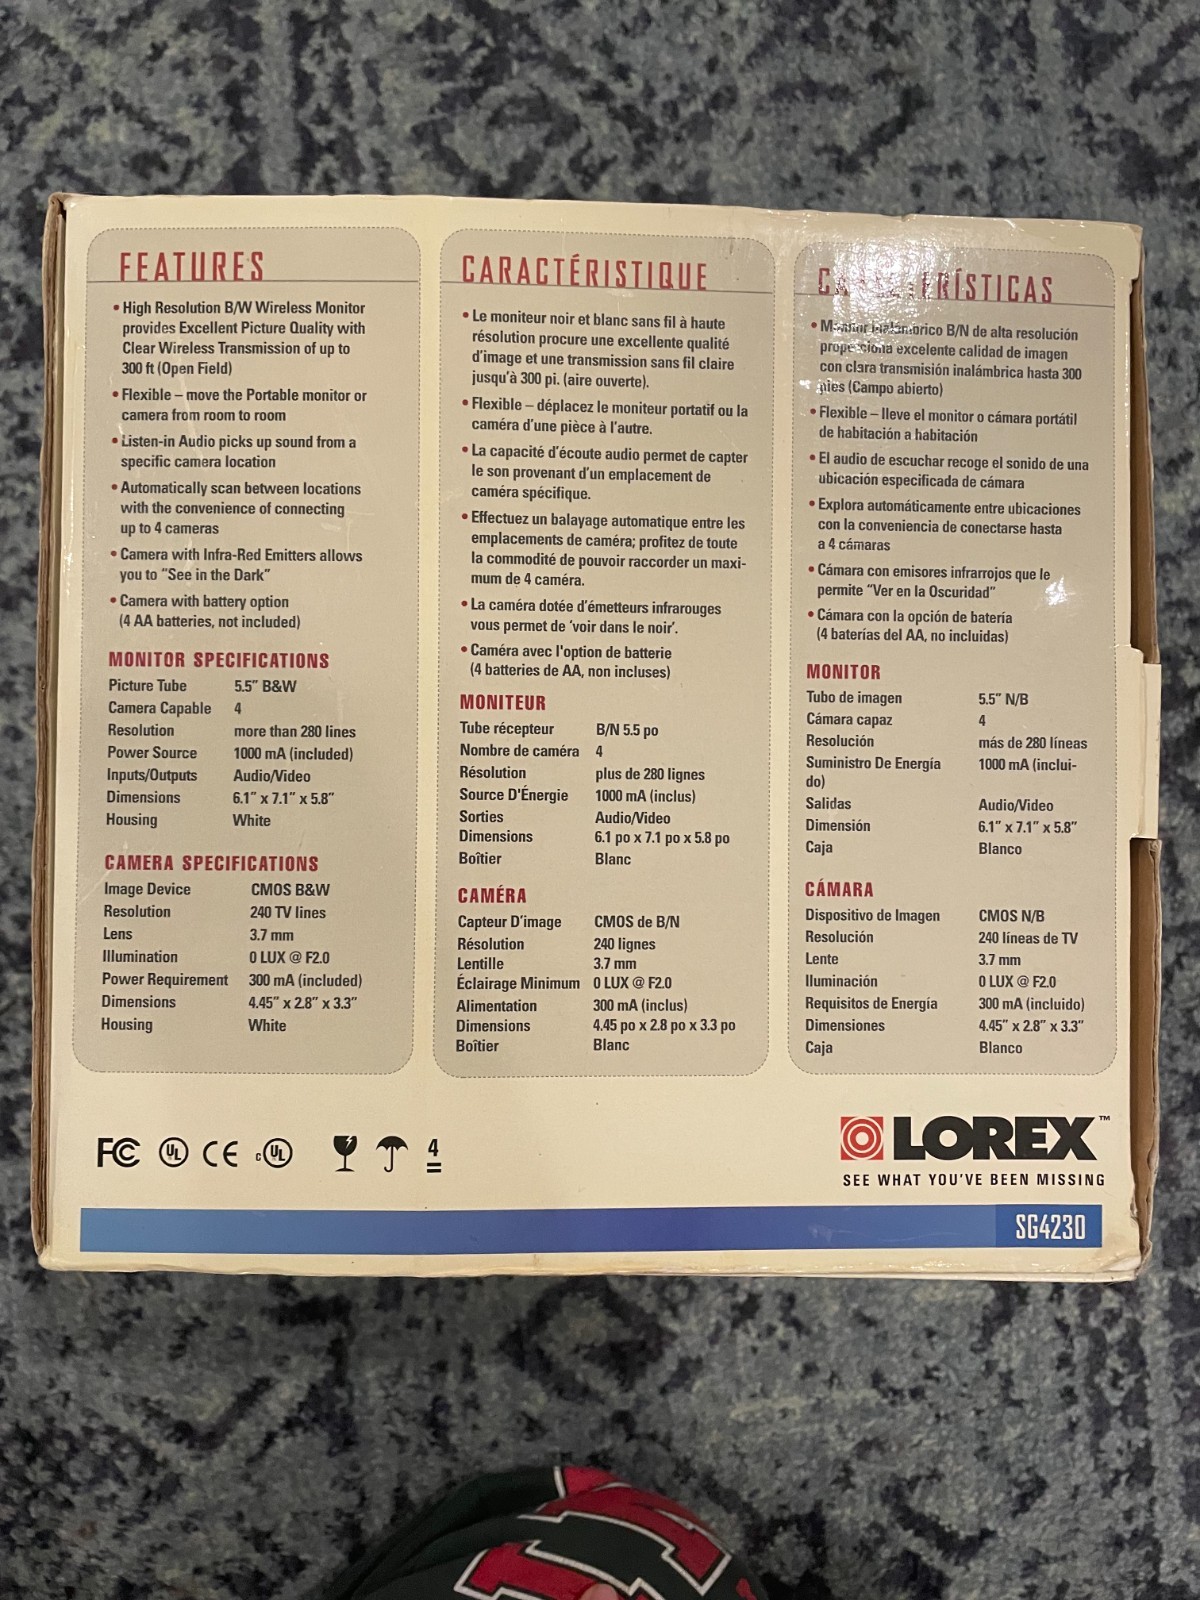 FEATURES
• High Resolution B/W Wireless Monitor
provides Excellent Picture Quality with
Clear Wireless Transmission of up to
300 ft (Open Field)
• Flexible – move the Portable monitor or
camera from room to room
• Listen-in Audio picks up sound from a
specific camera location
• Automatically scan between locations
with the convenience of connecting
up to 4 cameras
• Camera with Infra-Red Emitters allows
you to "See in the Dark"
• Camera with battery option
(4 AA batteries, not included)
MONITOR SPECIFICATIONS
Picture Tube 5.5" B&W
Camera Capable 4
Resolution more than 280 lines
Power Source 1000 mA (included)
Inputs/Outputs Audio/Video
Dimensions 6.1" x 7.1" x 5.8"
Housing White
CAMERA SPECIFICATIONS
Image Device CMOS B&W
Resolution 240 TV lines
Lens 3.7 mm
Illumination 0 LUX @ F2.0
Power Requirement 300 mA (included)
Dimensions 4.45" x 2.8" x 3.3"
Housing White
CARACTÉRISTIQUE
• Le moniteur noir et blanc sans fil à haute
résolution procure une excellente qualité
d'image et une transmission sans fil claire
jusqu'à 300 pi. (aire ouverte).
• Flexible – déplacez le moniteur portatif ou la
caméra d'une pièce à l'autre.
• La capacité d'écoute audio permet de capter
le son provenant d'un emplacement de
caméra spécifique.
• Effectuez un balayage automatique entre les
emplacements de caméra; profitez de toute
la commodité de pouvoir raccorder un maxi-
mum de 4 caméra.
• La caméra dotée d'émetteurs infrarouges
vous permet de 'voir dans le noir'.
• Caméra avec l'option de batterie
(4 batteries de AA, non incluses)
MONITEUR
Tube récepteur B/N 5.5 po
Nombre de caméra 4
Résolution plus de 280 lignes
Source D'Énergie 1000 mA (inclus)
Sorties Audio/Video
Dimensions 6.1 po x 7.1 po x 5.8 po
Boîtier Blanc
CAMÉRA
Capteur D'image CMOS de B/N
Résolution 240 lignes
Lentille 3.7 mm
Éclairage Minimum 0 LUX @ F2.0
Alimentation 300 mA (inclus)
Dimensions 4.45 po x 2.8 po x 3.3 po
Boîtier Blanc
CARACTERÍSTICAS
• Monitor inalámbrico B/N de alta resolución
proporciona excelente calidad de imagen
con clara transmisión inalámbrica hasta 300
pies (Campo abierto)
• Flexible – lleve el monitor o cámara portátil
de habitación a habitación
• El audio de escuchar recoge el sonido de una
ubicación especificada de cámara
• Explora automáticamente entre ubicaciones
con la conveniencia de conectarse hasta
a 4 cámaras
• Cámara con emisores infrarrojos que le
permite "Ver en la Oscuridad"
• Cámara con la opción de batería
(4 baterías del AA, no incluidas)
MONITOR
Tubo de imagen 5.5" N/B
Cámara capaz 4
Resolución más de 280 líneas
Suministro De Energía 1000 mA (inclui-
do)
Salidas Audio/Video
Dimensión 6.1" x 7.1" x 5.8"
Caja Blanco
CÁMARA
Dispositivo de Imagen CMOS N/B
Resolución 240 líneas de TV
Lente 3.7 mm
Iluminación 0 LUX @ F2.0
Requisitos de Energía 300 mA (incluido)
Dimensiones 4.45" x 2.8" x 3.3"
Caja Blanco
FC UL CE c UL 4
LOREX™
SEE WHAT YOU'VE BEEN MISSING
SG4230